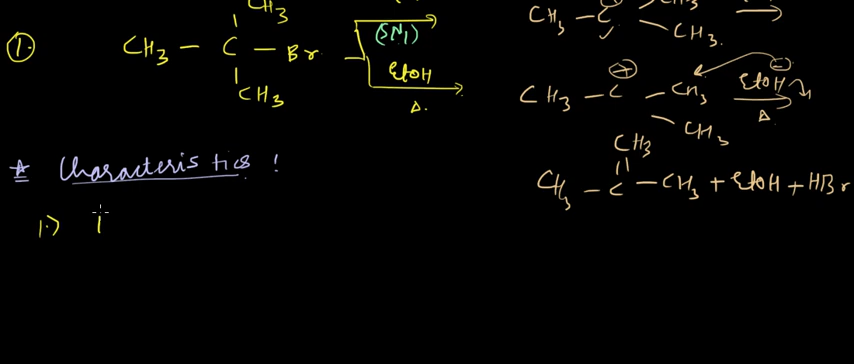 CH3
① CH3 – C – Br
CH3
(SN1)
EtOH
Δ
CH3 – C
CH3.
CH3 – C – CH3 EtOH
+ – Δ
CH3
CH3
CH3 – C – CH3 + EtOH + HBr
* Characteristics !
1.> I